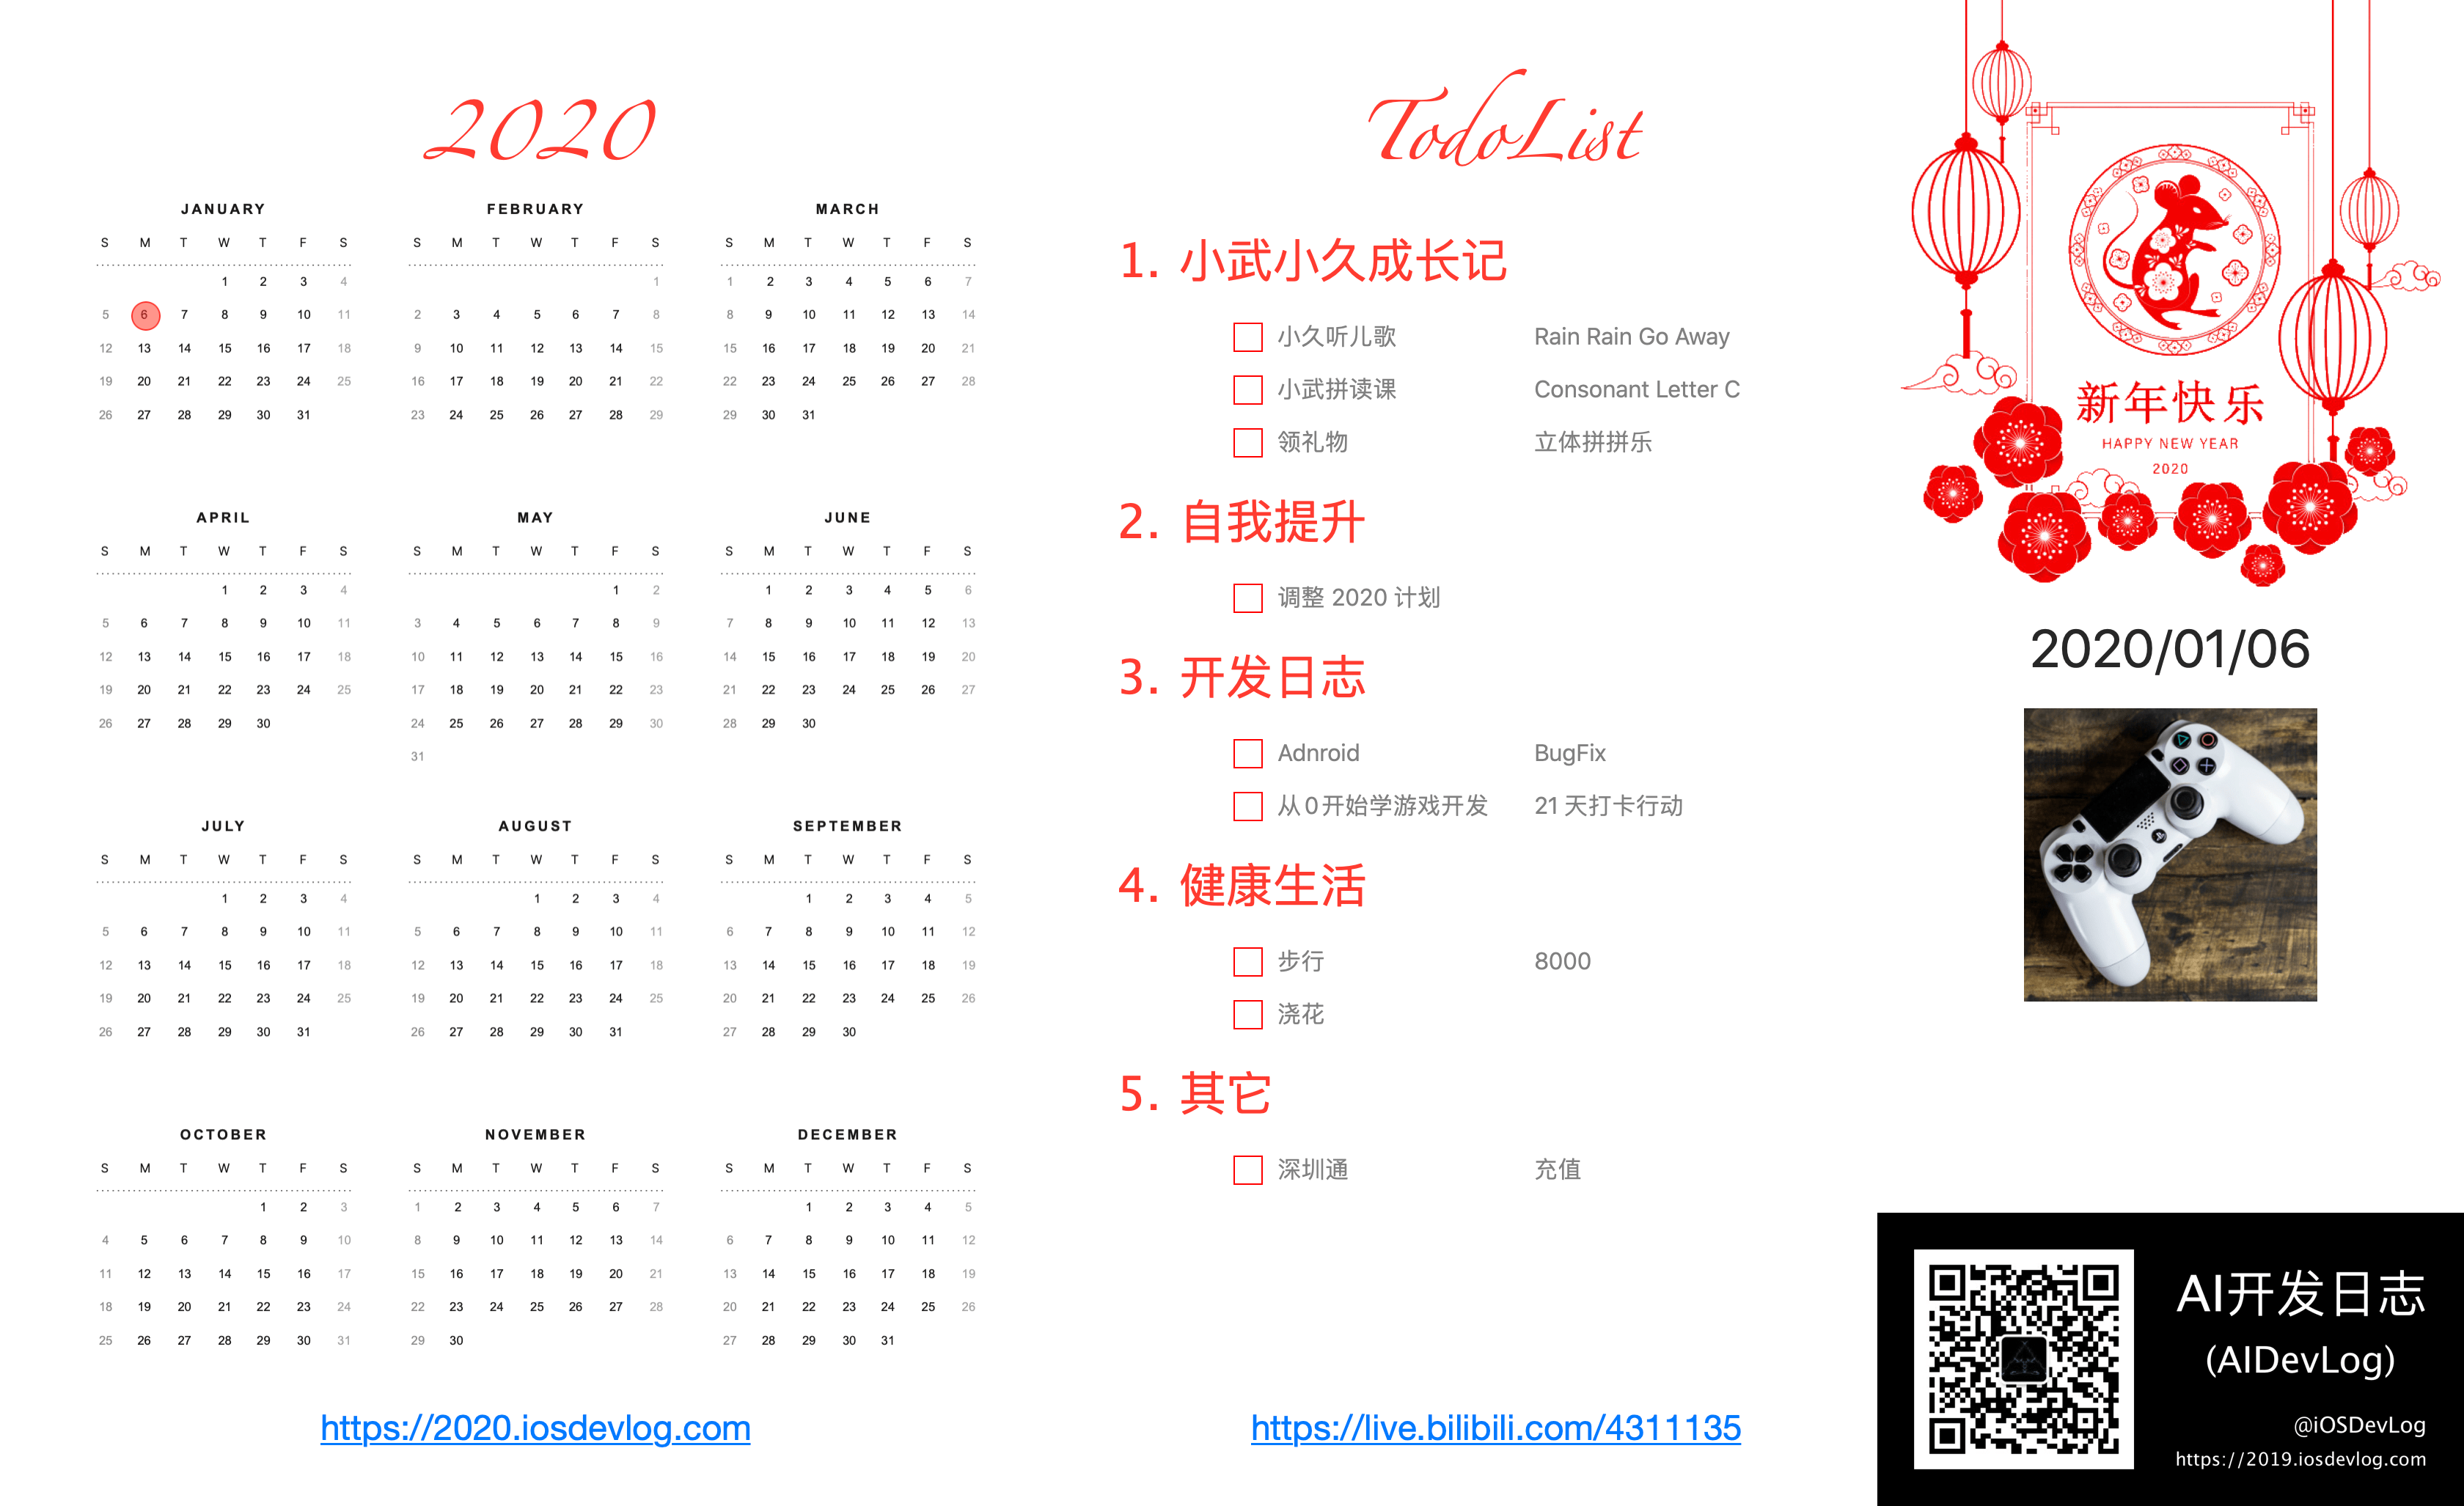 2020
JANUARY
S M T W T F S
1 2 3 4
5 6 7 8 9 10 11
12 13 14 15 16 17 18
19 20 21 22 23 24 25
26 27 28 29 30 31
FEBRUARY
S M T W T F S
1
2 3 4 5 6 7 8
9 10 11 12 13 14 15
16 17 18 19 20 21 22
23 24 25 26 27 28 29
MARCH
S M T W T F S
1 2 3 4 5 6 7
8 9 10 11 12 13 14
15 16 17 18 19 20 21
22 23 24 25 26 27 28
29 30 31
APRIL
S M T W T F S
1 2 3 4
5 6 7 8 9 10 11
12 13 14 15 16 17 18
19 20 21 22 23 24 25
26 27 28 29 30
MAY
S M T W T F S
1 2
3 4 5 6 7 8 9
10 11 12 13 14 15 16
17 18 19 20 21 22 23
24 25 26 27 28 29 30
31
JUNE
S M T W T F S
1 2 3 4 5 6
7 8 9 10 11 12 13
14 15 16 17 18 19 20
21 22 23 24 25 26 27
28 29 30
JULY
S M T W T F S
1 2 3 4
5 6 7 8 9 10 11
12 13 14 15 16 17 18
19 20 21 22 23 24 25
26 27 28 29 30 31
AUGUST
S M T W T F S
1 2 3 4
5 6 7 8 9 10 11
12 13 14 15 16 17 18
19 20 21 22 23 24 25
26 27 28 29 30 31
SEPTEMBER
S M T W T F S
1 2 3 4 5
6 7 8 9 10 11 12
13 14 15 16 17 18 19
20 21 22 23 24 25 26
27 28 29 30
OCTOBER
S M T W T F S
1 2 3
4 5 6 7 8 9 10
11 12 13 14 15 16 17
18 19 20 21 22 23 24
25 26 27 28 29 30 31
NOVEMBER
S M T W T F S
1 2 3 4 5 6 7
8 9 10 11 12 13 14
15 16 17 18 19 20 21
22 23 24 25 26 27 28
29 30
DECEMBER
S M T W T F S
1 2 3 4 5
6 7 8 9 10 11 12
13 14 15 16 17 18 19
20 21 22 23 24 25 26
27 28 29 30 31
https://2020.iosdevlog.com
TodoList
1. 小武小久成长记
小久听儿歌 Rain Rain Go Away
小武拼读课 Consonant Letter C
领礼物 立体拼拼乐
2. 自我提升
调整 2020 计划
3. 开发日志
Adnroid BugFix
从0开始学游戏开发 21 天打卡行动
4. 健康生活
步行 8000
浇花
5. 其它
深圳通 充值
https://live.bilibili.com/4311135
新年快乐
HAPPY NEW YEAR
2020
2020/01/06
AI开发日志
(AIDevLog)
@iOSDevLog
https://2019.iosdevlog.com